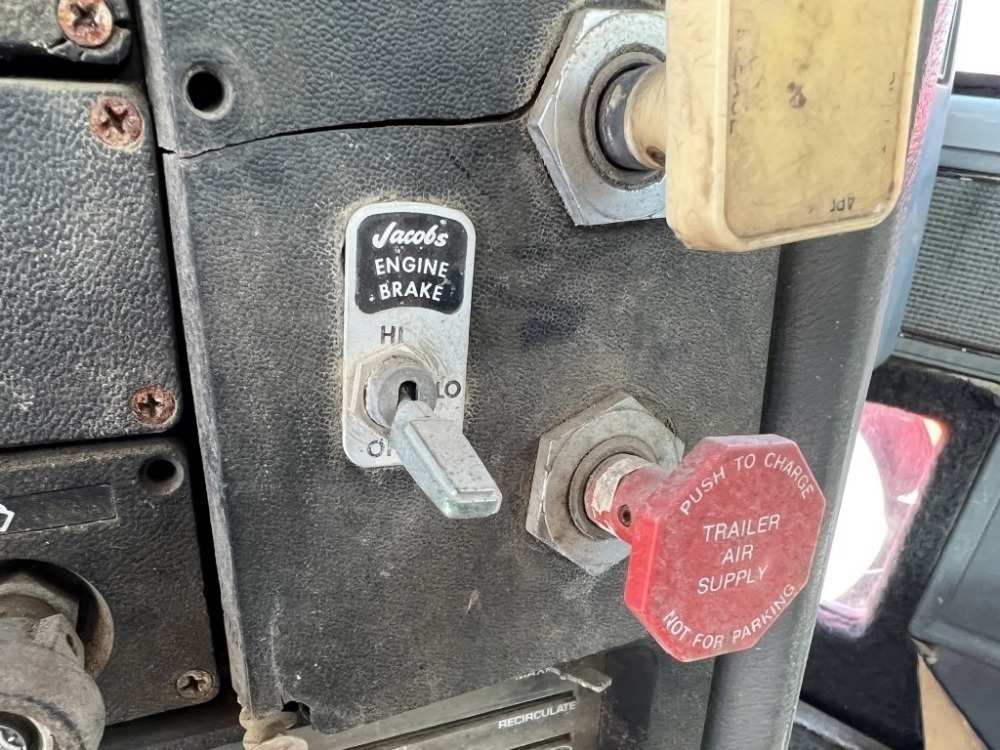 Jacobs
ENGINE
BRAKE
HI
LO
PUSH TO CHARGE
TRAILER
AIR
SUPPLY
NOT FOR PARKING
RECIRCULATE